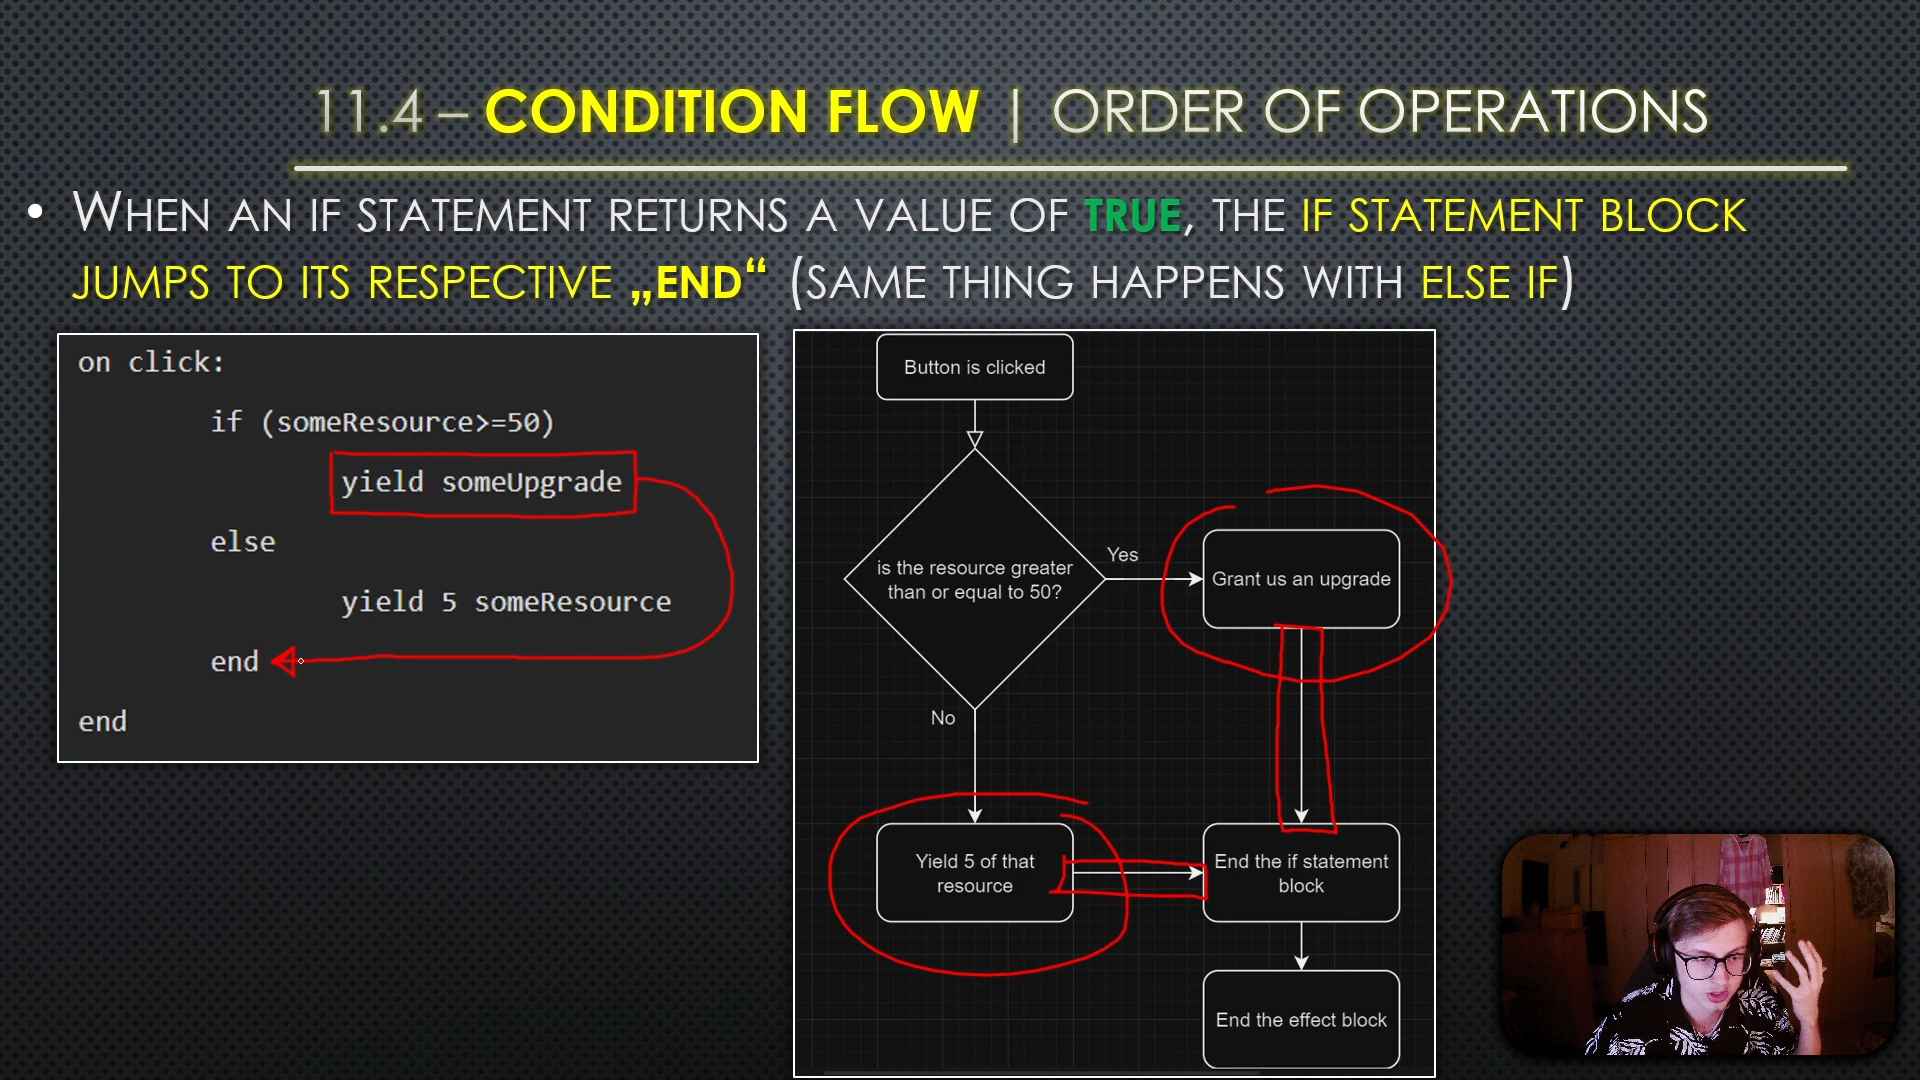 11.4 – CONDITION FLOW | ORDER OF OPERATIONS
• WHEN AN IF STATEMENT RETURNS A VALUE OF TRUE, THE IF STATEMENT BLOCK
JUMPS TO ITS RESPECTIVE „END“ (SAME THING HAPPENS WITH ELSE IF)
on click:
if (someResource>=50)
yield someUpgrade
else
yield 5 someResource
end
end
Button is clicked
is the resource greater
than or equal to 50?
Yes
Grant us an upgrade
No
Yield 5 of that
resource
End the if statement
block
End the effect block